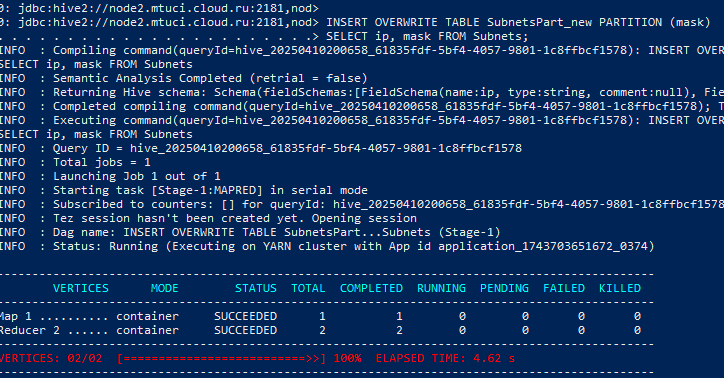 0: jdbc:hive2://node2.mtuci.cloud.ru:2181,nod>
0: jdbc:hive2://node2.mtuci.cloud.ru:2181,nod> INSERT OVERWRITE TABLE SubnetsPart_new PARTITION (mask)
. . . . . . . . . . . . . . . . . . . . . . .> SELECT ip, mask FROM Subnets;
INFO  : Compiling command(queryId=hive_20250410200658_61835fdf-5bf4-4057-9801-1c8ffbcf1578): INSERT OVER
SELECT ip, mask FROM Subnets
INFO  : Semantic Analysis Completed (retrial = false)
INFO  : Returning Hive schema: Schema(fieldSchemas:[FieldSchema(name:ip, type:string, comment:null), Fie
INFO  : Completed compiling command(queryId=hive_20250410200658_61835fdf-5bf4-4057-9801-1c8ffbcf1578); T
INFO  : Executing command(queryId=hive_20250410200658_61835fdf-5bf4-4057-9801-1c8ffbcf1578): INSERT OVER
SELECT ip, mask FROM Subnets
INFO  : Query ID = hive_20250410200658_61835fdf-5bf4-4057-9801-1c8ffbcf1578
INFO  : Total jobs = 1
INFO  : Launching Job 1 out of 1
INFO  : Starting task [Stage-1:MAPRED] in serial mode
INFO  : Subscribed to counters: [] for queryId: hive_20250410200658_61835fdf-5bf4-4057-9801-1c8ffbcf1578
INFO  : Tez session hasn't been created yet. Opening session
INFO  : Dag name: INSERT OVERWRITE TABLE SubnetsPart...Subnets (Stage-1)
INFO  : Status: Running (Executing on YARN cluster with App id application_1743703651672_0374)
----------------------------------------------------------------------------------------------
VERTICES MODE STATUS TOTAL COMPLETED RUNNING PENDING FAILED KILLED
----------------------------------------------------------------------------------------------
Map 1 .......... container SUCCEEDED 1 1 0 0 0 0
Reducer 2 ...... container SUCCEEDED 2 2 0 0 0 0
----------------------------------------------------------------------------------------------
VERTICES: 02/02 [==========================>>] 100% ELAPSED TIME: 4.62 s
----------------------------------------------------------------------------------------------